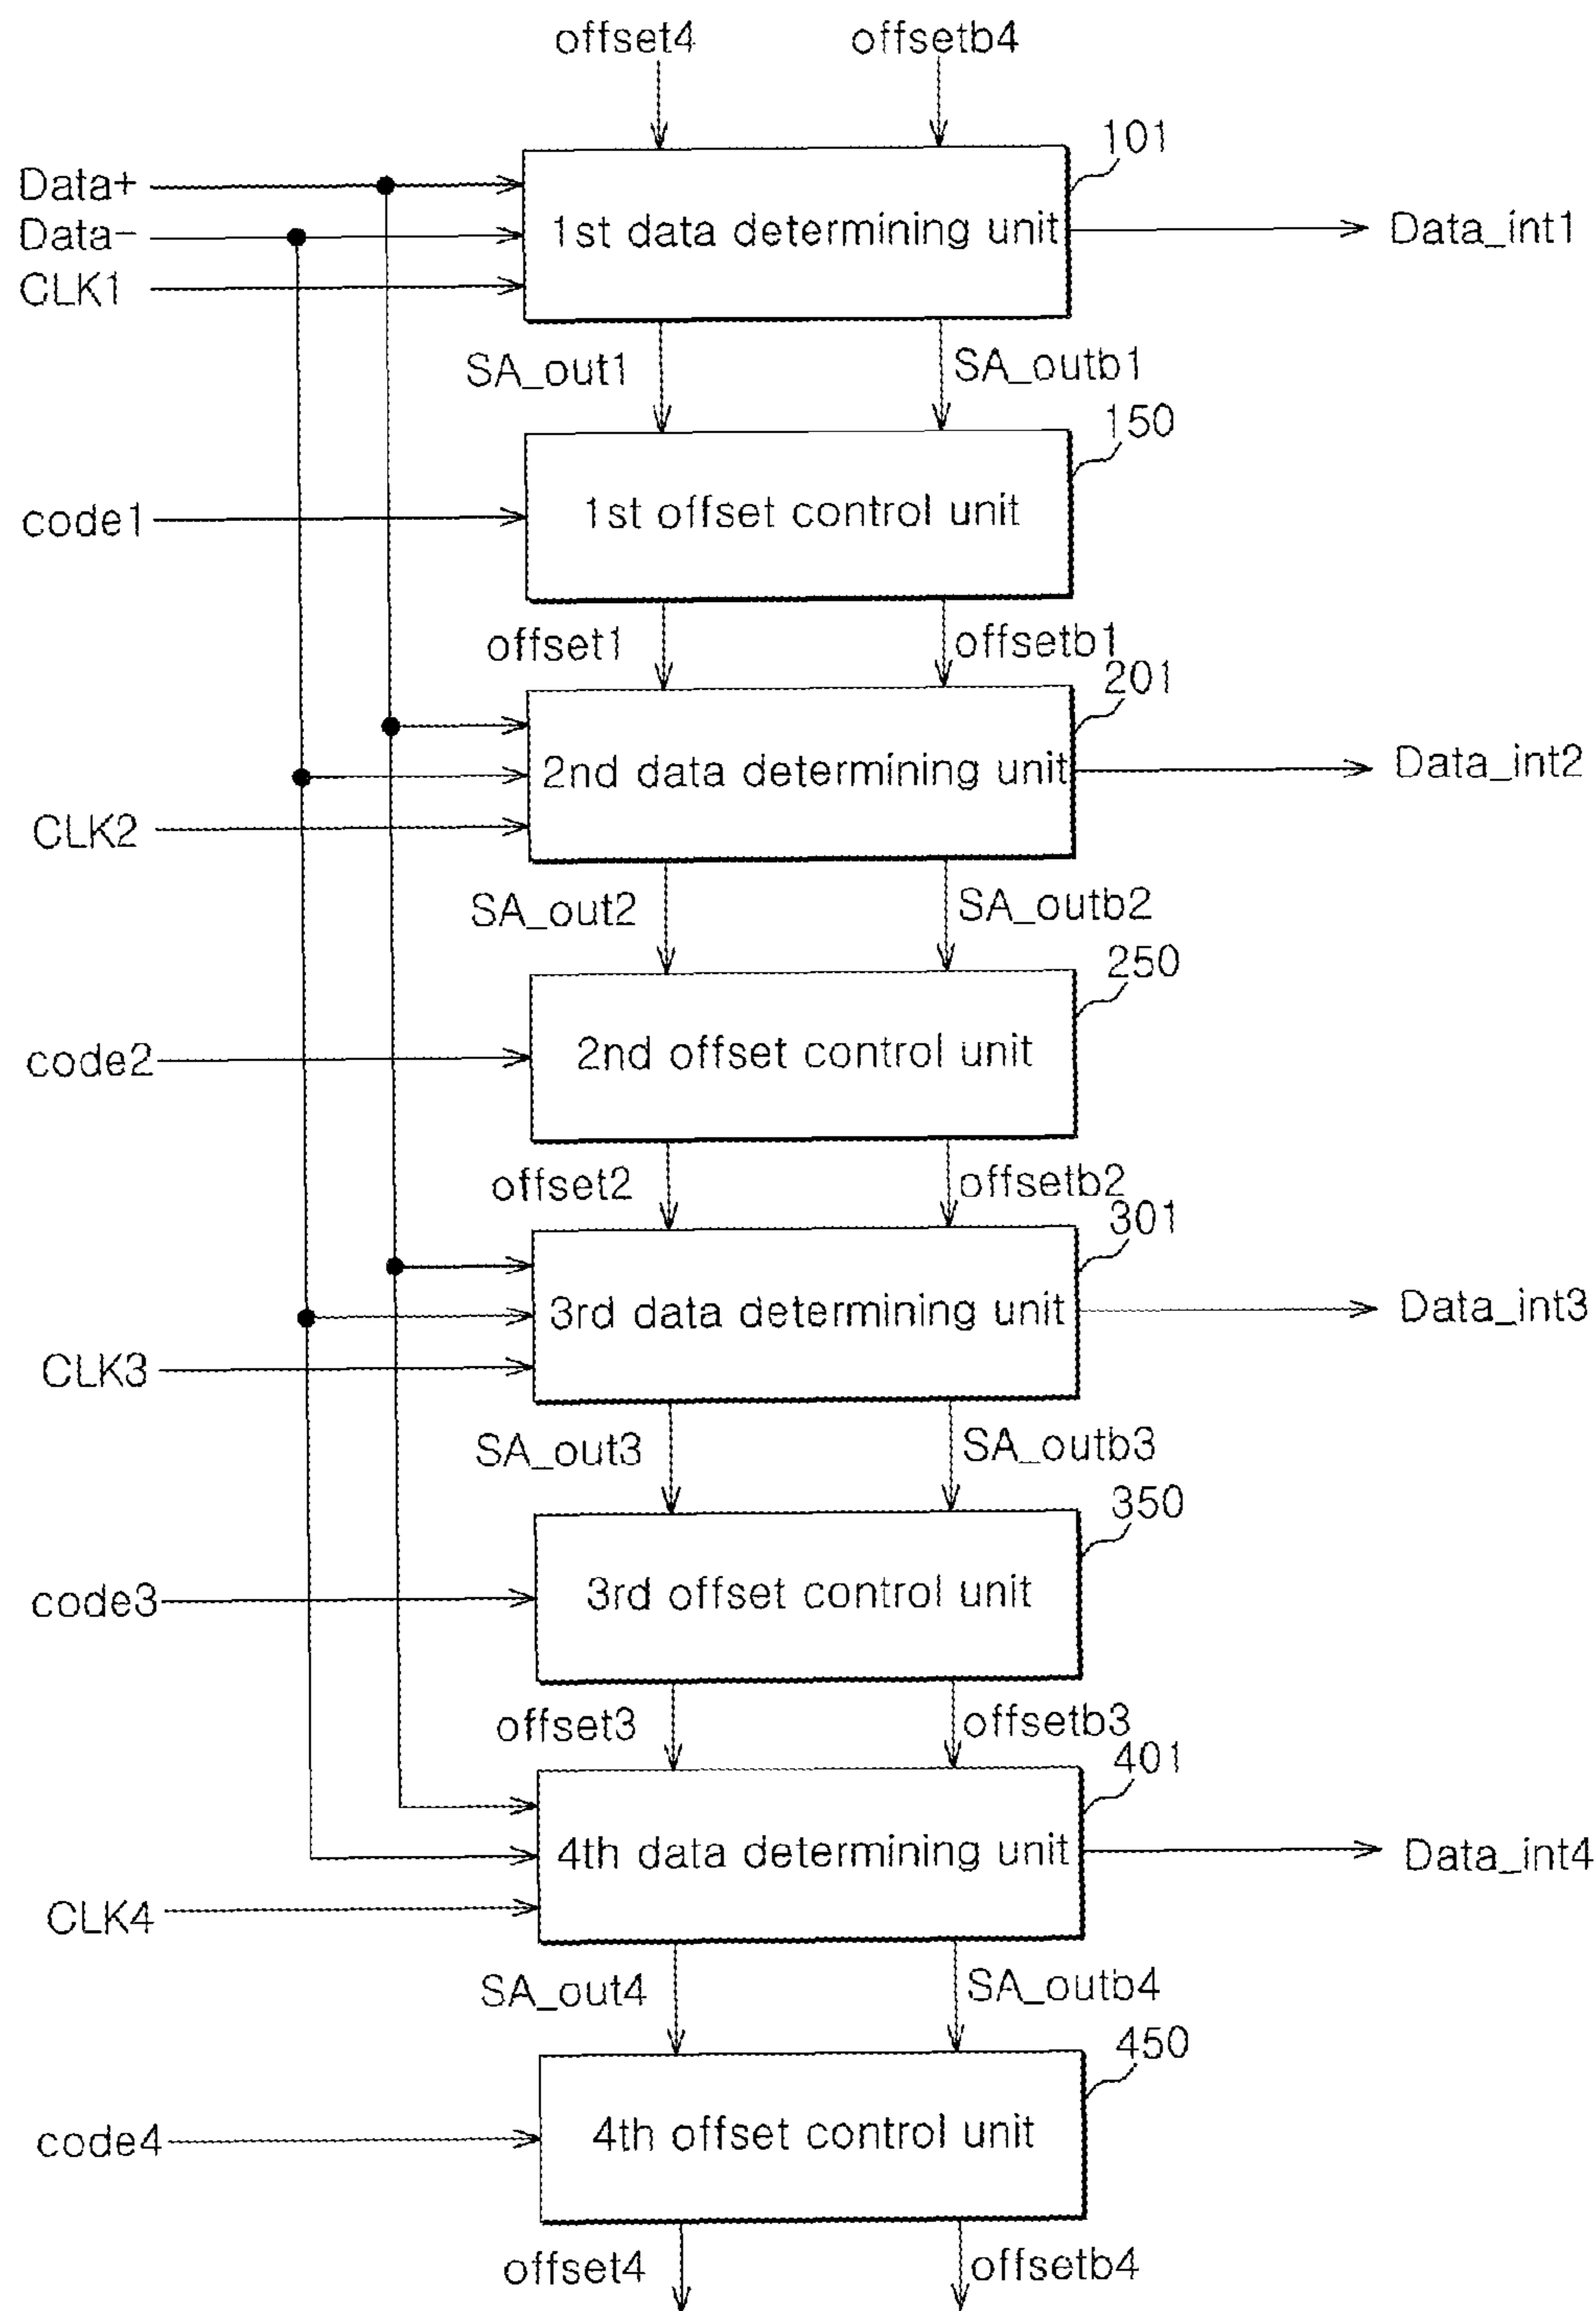 offset4
offsetb4
101
Data+
Data-
CLK1
1st data determining unit
Data_int1
SA_out1
SA_outb1
150
code1
1st offset control unit
offset1
offsetb1
201
2nd data determining unit
Data_int2
CLK2
SA_out2
SA_outb2
250
code2
2nd offset control unit
offset2
offsetb2
301
3rd data determining unit
Data_int3
CLK3
SA_out3
SA_outb3
350
code3
3rd offset control unit
offset3
offsetb3
401
4th data determining unit
Data_int4
CLK4
SA_out4
SA_outb4
450
code4
4th offset control unit
offset4
offsetb4